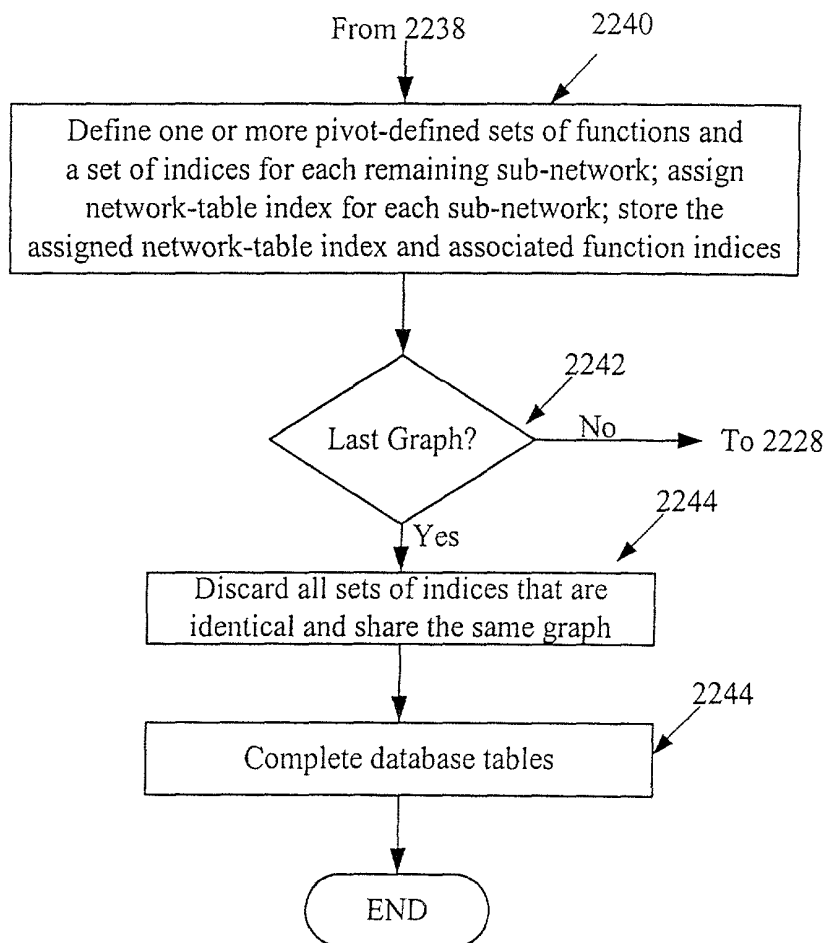 From 2238
2240
Define one or more pivot-defined sets of functions and
a set of indices for each remaining sub-network; assign
network-table index for each sub-network; store the
assigned network-table index and associated function indices
2242
Last Graph?
No
To 2228
Yes
2244
Discard all sets of indices that are
identical and share the same graph
2244
Complete database tables
END